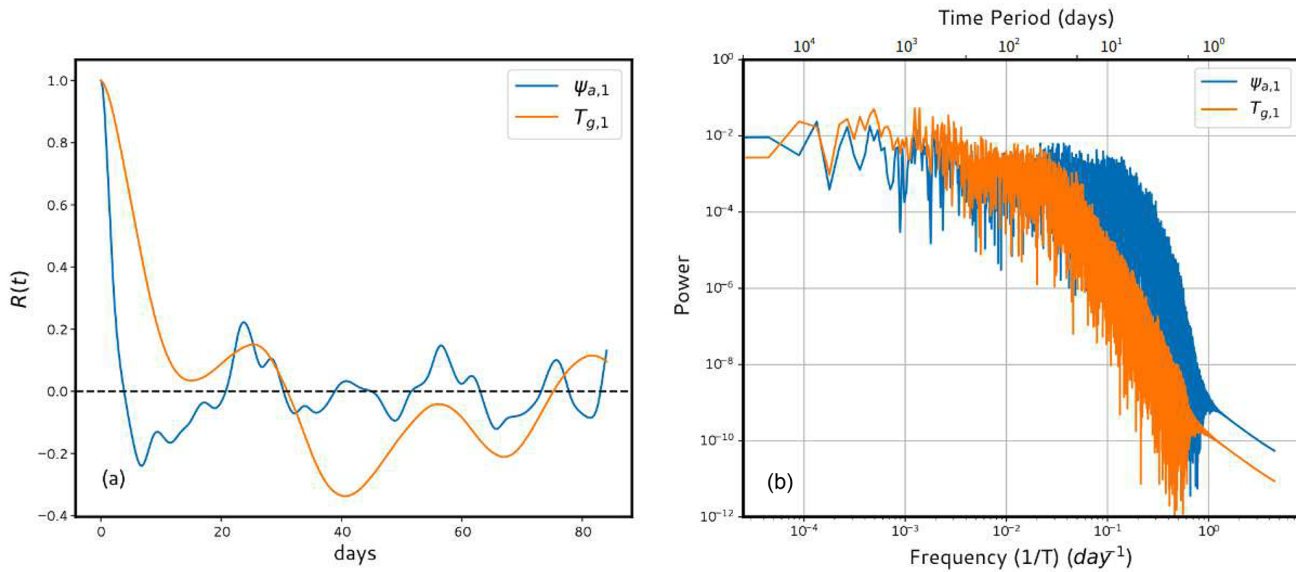 1.0
0.8
0.6
0.4
0.2
0.0
−0.2
−0.4
R(t)
0 20 40 60 80
days
(a)
ψa,1
Tg,1
Time Period (days)
10⁴ 10³ 10² 10¹ 10⁰
10⁰
10⁻²
10⁻⁴
10⁻⁶
10⁻⁸
10⁻¹⁰
10⁻¹²
Power
10⁻⁴ 10⁻³ 10⁻² 10⁻¹ 10⁰
Frequency (1/T) (day⁻¹)
(b)
ψa,1
Tg,1